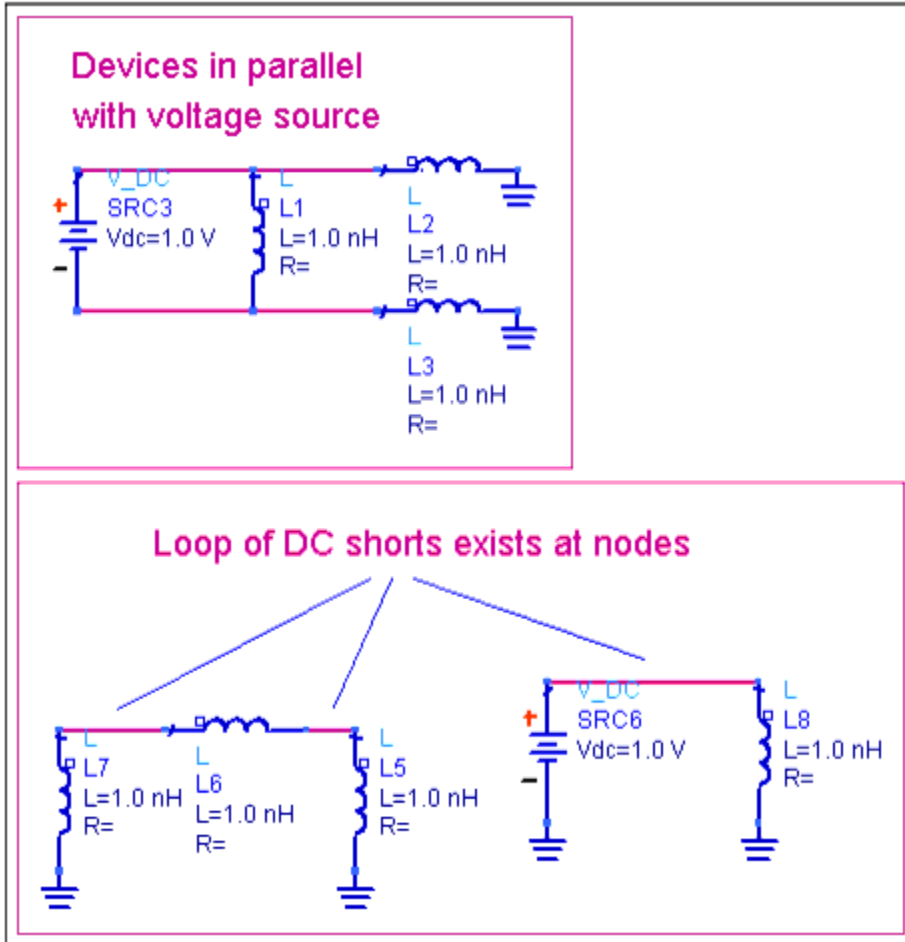 Devices in parallel
with voltage source
V_DC
SRC3
Vdc=1.0 V
+
-
L
L1
L=1.0 nH
R=
L
L2
L=1.0 nH
R=
L
L3
L=1.0 nH
R=
Loop of DC shorts exists at nodes
L
L7
L=1.0 nH
R=
L
L6
L=1.0 nH
R=
L
L5
L=1.0 nH
R=
V_DC
SRC6
Vdc=1.0 V
+
-
L
L8
L=1.0 nH
R=